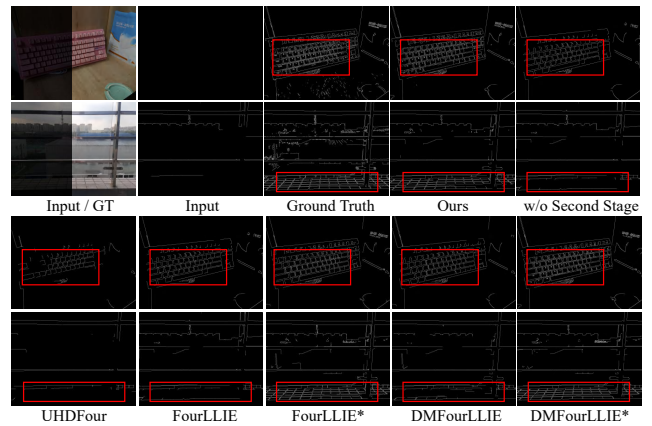 Input / GT Input Ground Truth Ours w/o Second Stage
UHDFour FourLLIE FourLLIE* DMFourLLIE DMFourLLIE*